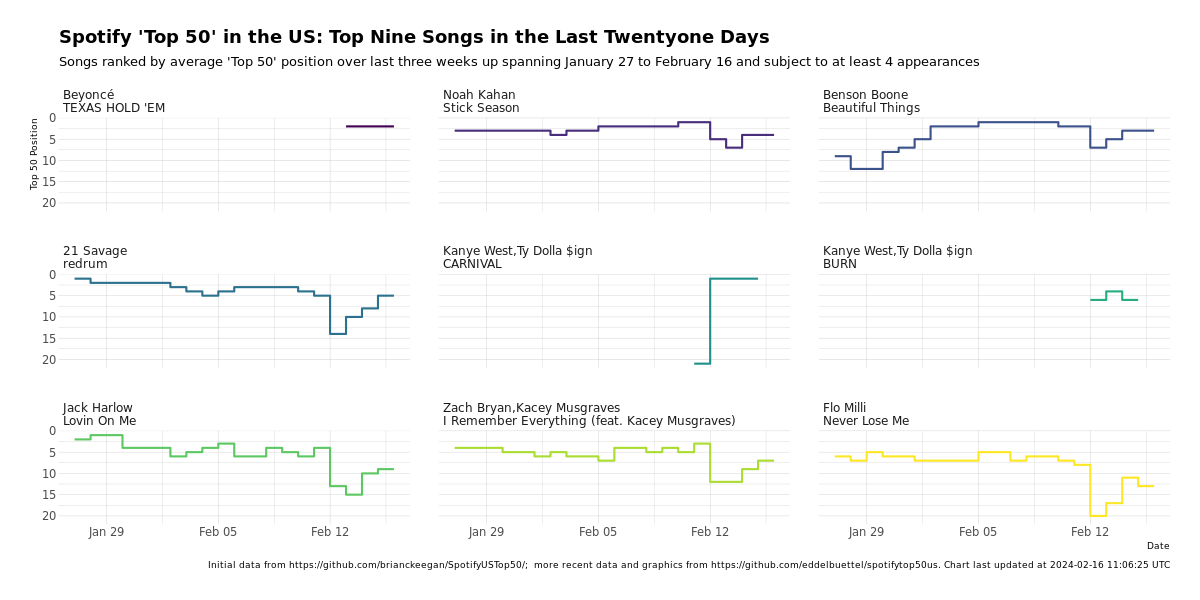 Spotify 'Top 50' in the US: Top Nine Songs in the Last Twentyone Days
Songs ranked by average 'Top 50' position over last three weeks up spanning January 27 to February 16 and subject to at least 4 appearances
Beyoncé
TEXAS HOLD 'EM
Noah Kahan
Stick Season
Benson Boone
Beautiful Things
Top 50 Position
0
5
10
15
20
21 Savage
redrum
Kanye West,Ty Dolla $ign
CARNIVAL
Kanye West,Ty Dolla $ign
BURN
0
5
10
15
20
Jack Harlow
Lovin On Me
Zach Bryan,Kacey Musgraves
I Remember Everything (feat. Kacey Musgraves)
Flo Milli
Never Lose Me
0
5
10
15
20
Jan 29 Feb 05 Feb 12
Jan 29 Feb 05 Feb 12
Jan 29 Feb 05 Feb 12
Date
Initial data from https://github.com/brianckeegan/SpotifyUSTop50/;  more recent data and graphics from https://github.com/eddelbuettel/spotifytop50us. Chart last updated at 2024-02-16 11:06:25 UTC